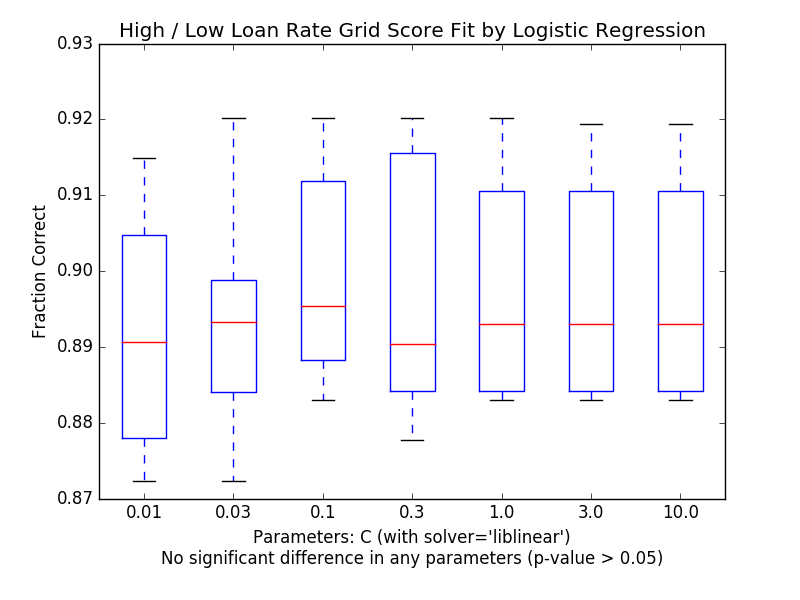 High / Low Loan Rate Grid Score Fit by Logistic Regression
0.93
0.92
0.91
0.90
0.89
0.88
0.87
Fraction Correct
0.01 0.03 0.1 0.3 1.0 3.0 10.0
Parameters: C (with solver='liblinear')
No significant difference in any parameters (p-value > 0.05)